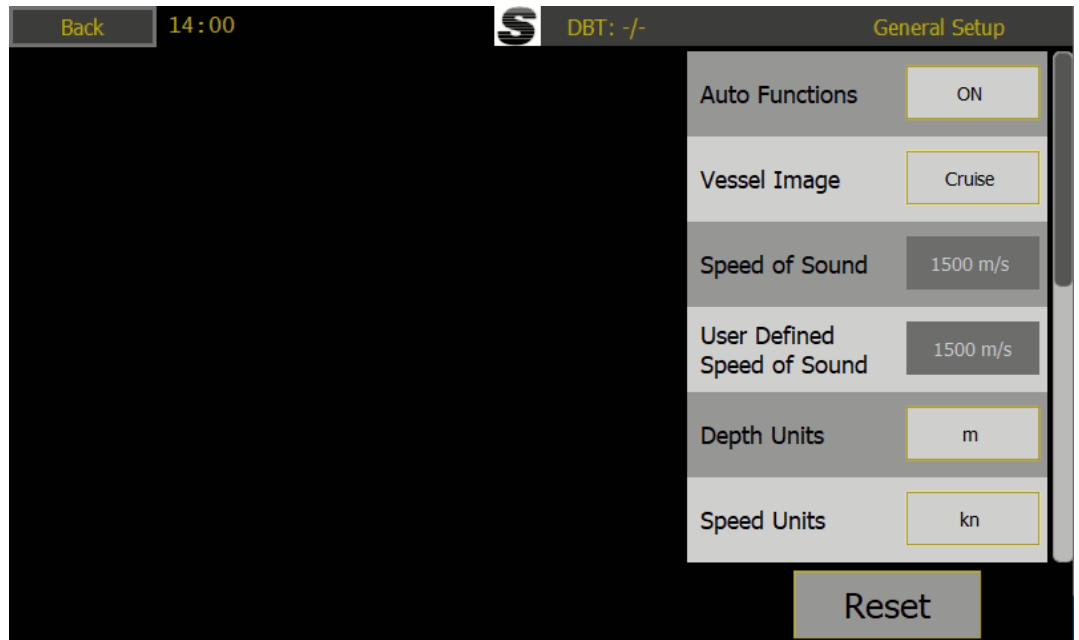 Back 14:00 S DBT: -/- General Setup
Auto Functions ON
Vessel Image Cruise
Speed of Sound 1500 m/s
User Defined
Speed of Sound 1500 m/s
Depth Units m
Speed Units kn
Reset